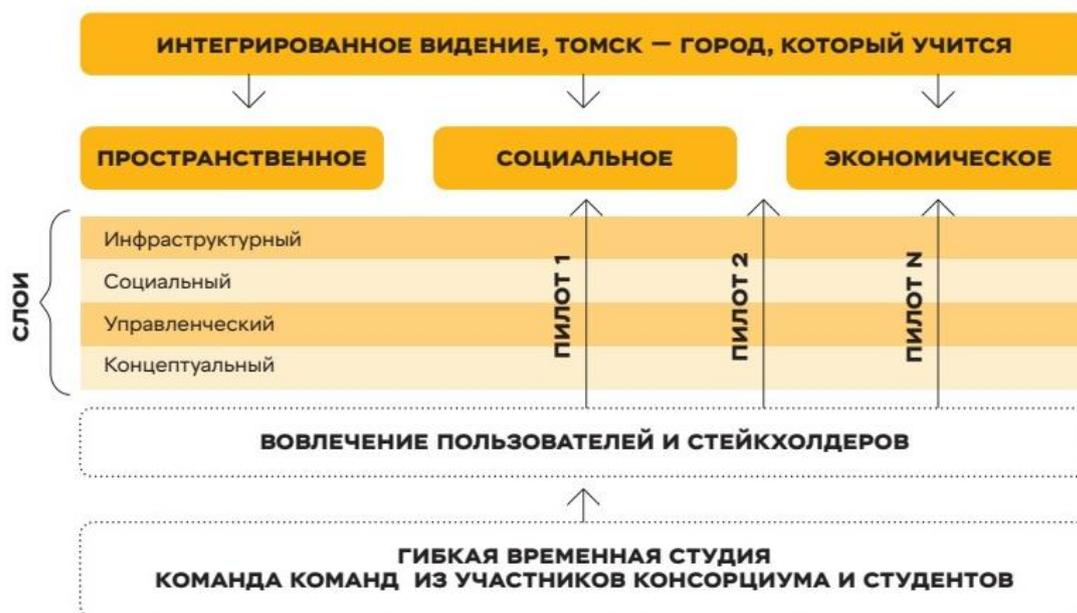 ИНТЕГРИРОВАННОЕ ВИДЕНИЕ, ТОМСК — ГОРОД, КОТОРЫЙ УЧИТСЯ
ПРОСТРАНСТВЕННОЕ
СОЦИАЛЬНОЕ
ЭКОНОМИЧЕСКОЕ
СЛОИ
Инфраструктурный
Социальный
Управленческий
Концептуальный
ПИЛОТ 1
ПИЛОТ 2
ПИЛОТ N
ВОВЛЕЧЕНИЕ ПОЛЬЗОВАТЕЛЕЙ И СТЕЙКХОЛДЕРОВ
ГИБКАЯ ВРЕМЕННАЯ СТУДИЯ
КОМАНДА КОМАНД ИЗ УЧАСТНИКОВ КОНСОРЦИУМА И СТУДЕНТОВ